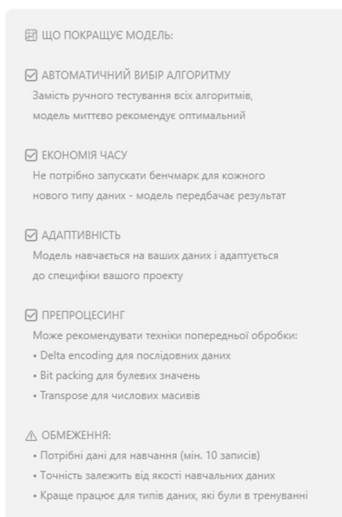 ЩО ПОКРАЩУЄ МОДЕЛЬ:
АВТОМАТИЧНИЙ ВИБІР АЛГОРИТМУ
Замість ручного тестування всіх алгоритмів,
модель миттєво рекомендує оптимальний
ЕКОНОМІЯ ЧАСУ
Не потрібно запускати бенчмарк для кожного
нового типу даних - модель передбачає результат
АДАПТИВНІСТЬ
Модель навчається на ваших даних і адаптується
до специфіки вашого проекту
ПРЕПРОЦЕСИНГ
Може рекомендувати техніки попередньої обробки:
• Delta encoding для послідовних даних
• Bit packing для булевих значень
• Transpose для числових масивів
ОБМЕЖЕННЯ:
• Потрібні дані для навчання (мін. 10 записів)
• Точність залежить від якості навчальних даних
• Краще працює для типів даних, які були в тренуванні